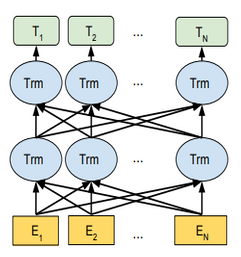 T1 T2 ... TN
Trm Trm ... Trm
Trm Trm ... Trm
E1 E2 ... EN